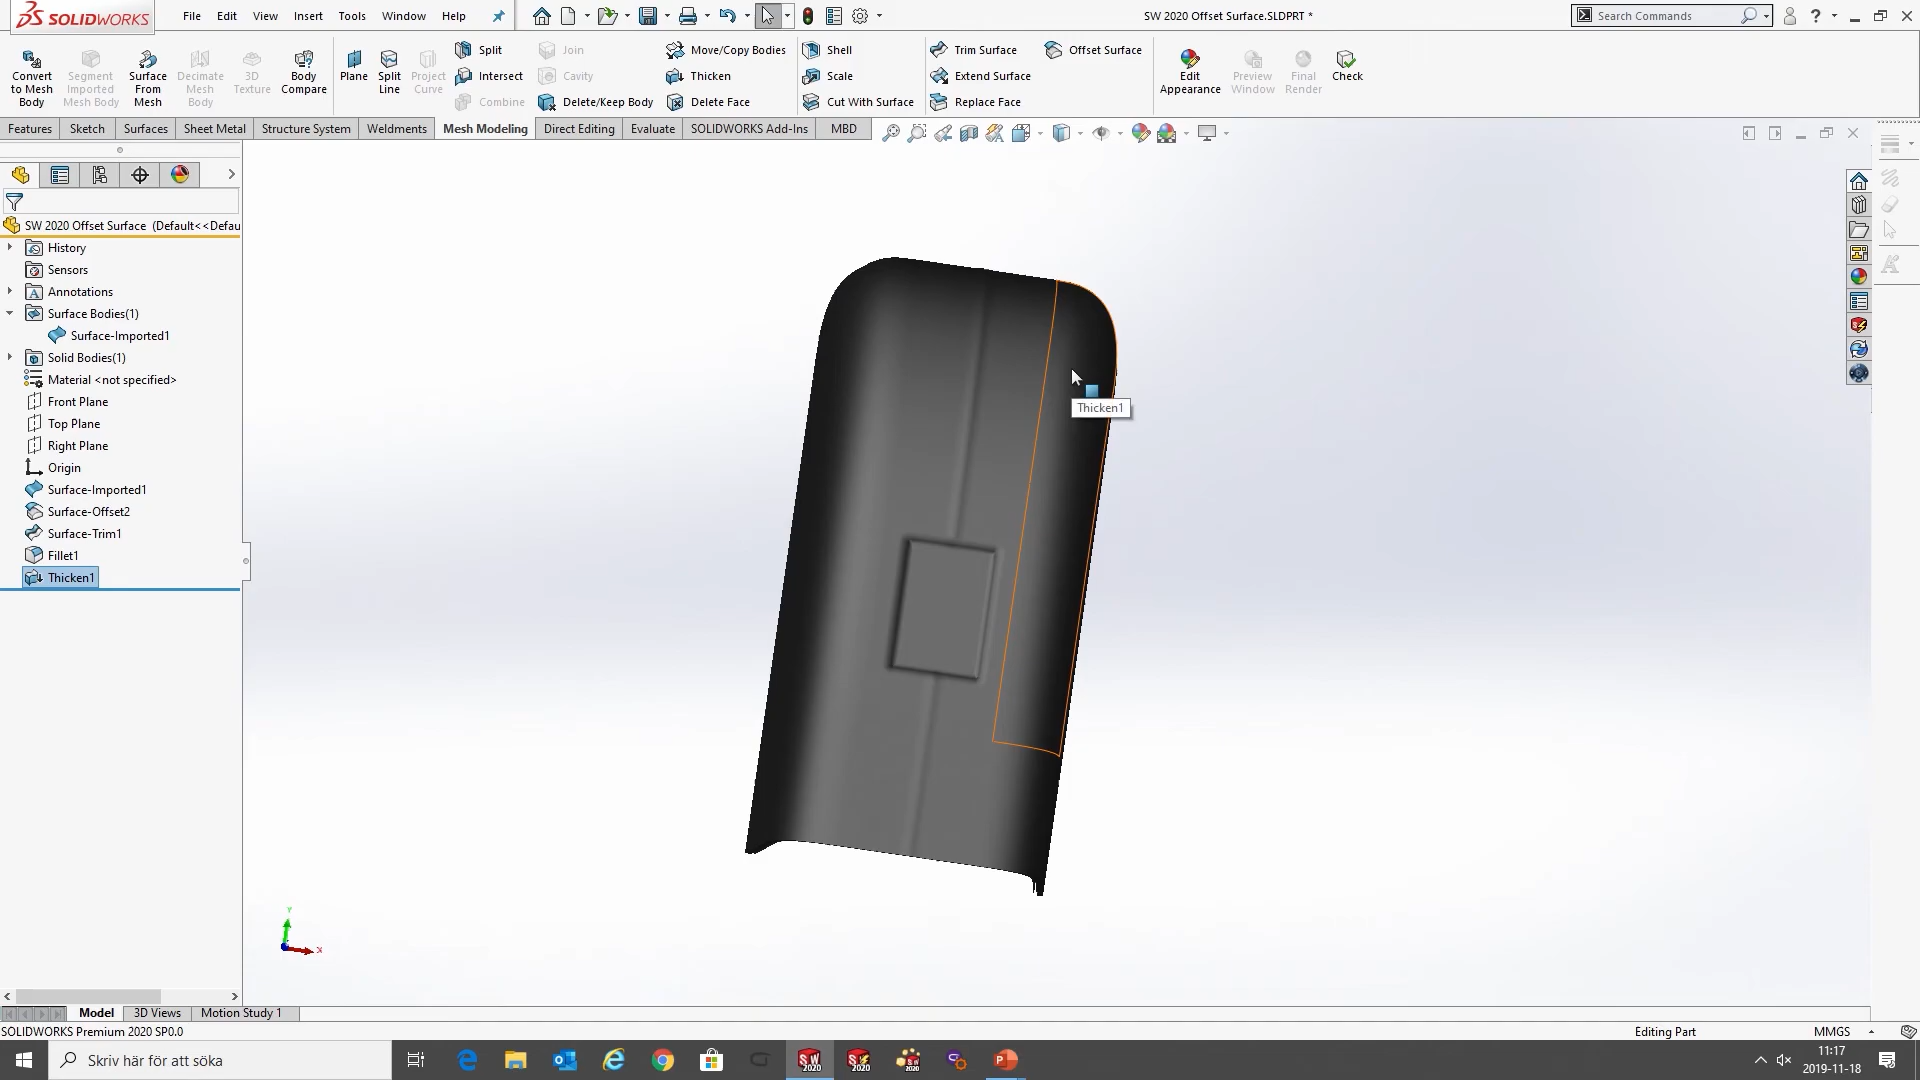 SOLIDWORKS File Edit View Insert Tools Window Help SW 2020 Offset Surface.SLDPRT * Search Commands ?
Convert to Mesh Body
Segment Imported Mesh Body
Surface From Mesh
Decimate Mesh Body
3D Texture
Body Compare
Plane
Split Line
Project Curve
Split
Intersect
Combine
Join
Cavity
Delete/Keep Body
Move/Copy Bodies
Thicken
Delete Face
Shell
Scale
Cut With Surface
Trim Surface
Extend Surface
Replace Face
Offset Surface
Edit Appearance
Preview Window
Final Render
Check
Features Sketch Surfaces Sheet Metal Structure System Weldments Mesh Modeling Direct Editing Evaluate SOLIDWORKS Add-Ins MBD
SW 2020 Offset Surface (Default<<Defau
History
Sensors
Annotations
Surface Bodies(1)
Surface-Imported1
Solid Bodies(1)
Material <not specified>
Front Plane
Top Plane
Right Plane
Origin
Surface-Imported1
Surface-Offset2
Surface-Trim1
Fillet1
Thicken1
Thicken1
Y
X
Model 3D Views Motion Study 1
SOLIDWORKS Premium 2020 SP0.0 Editing Part MMGS
Skriv här för att söka
11:17
2019-11-18